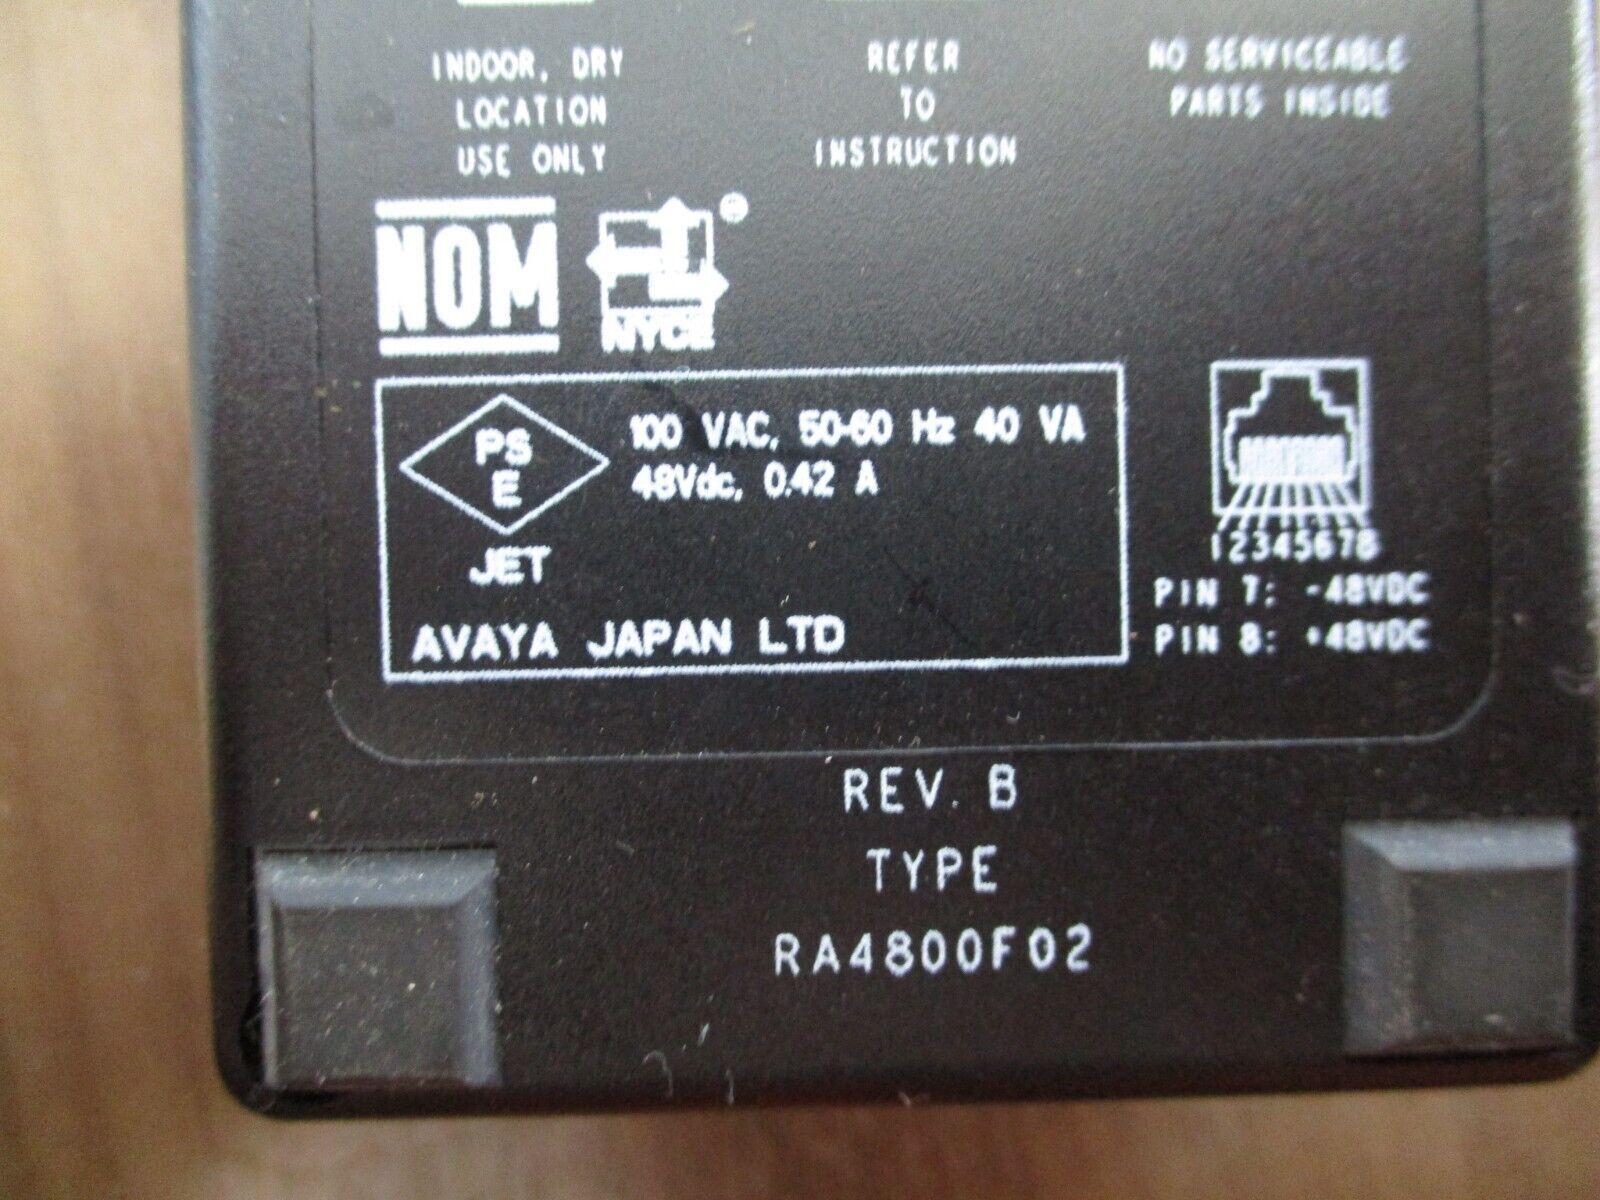 INDOOR, DRY
LOCATION
USE ONLY
REFER
TO
INSTRUCTION
NO SERVICEABLE
PARTS INSIDE
NOM
®
NYCE
PS
E
JET
100 VAC, 50-60 Hz 40 VA
48Vdc, 0.42 A
AVAYA JAPAN LTD
12345678
PIN 7: -48VDC
PIN 8: +48VDC
REV. B
TYPE
RA4800F02